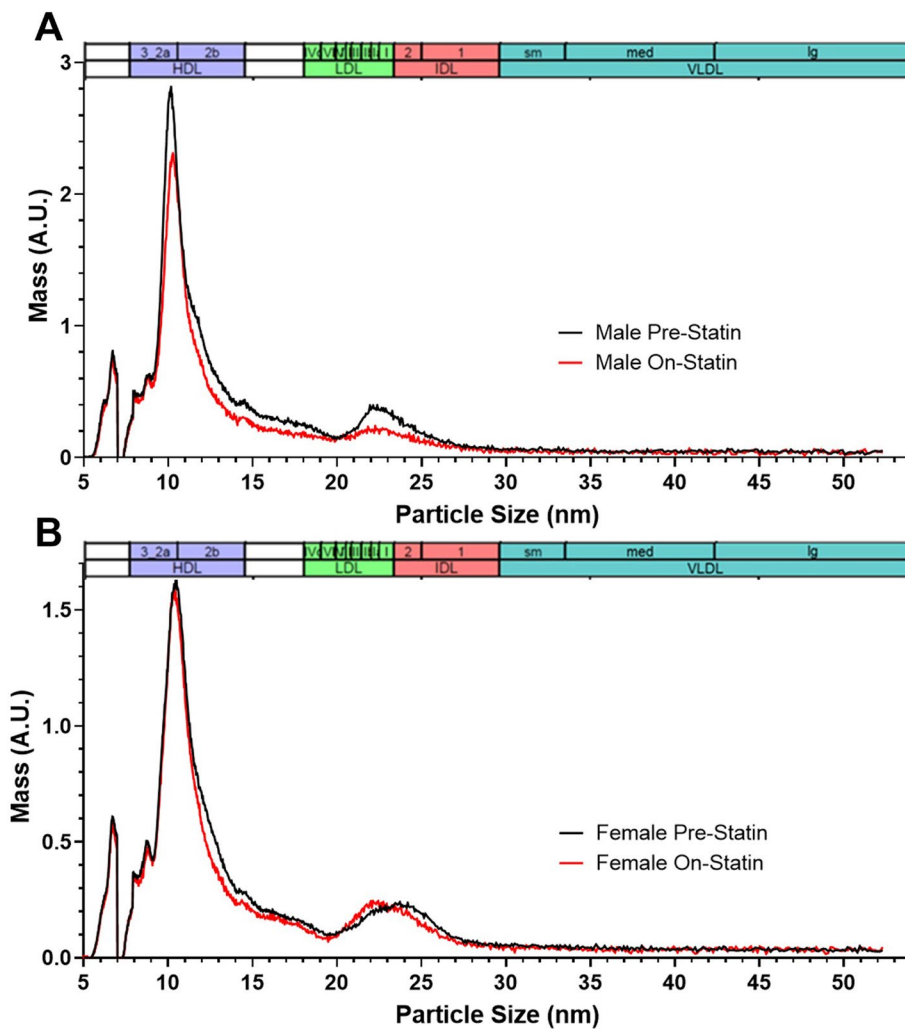 A
3_2a 2b I 2 1 sm med lg
HDL LDL IDL VLDL
3
2
1
0
Mass (A.U.)
Male Pre-Statin
Male On-Statin
5 10 15 20 25 30 35 40 45 50
Particle Size (nm)
B
3_2a 2b I 2 1 sm med lg
HDL LDL IDL VLDL
1.5
1.0
0.5
0.0
Mass (A.U.)
Female Pre-Statin
Female On-Statin
5 10 15 20 25 30 35 40 45 50
Particle Size (nm)